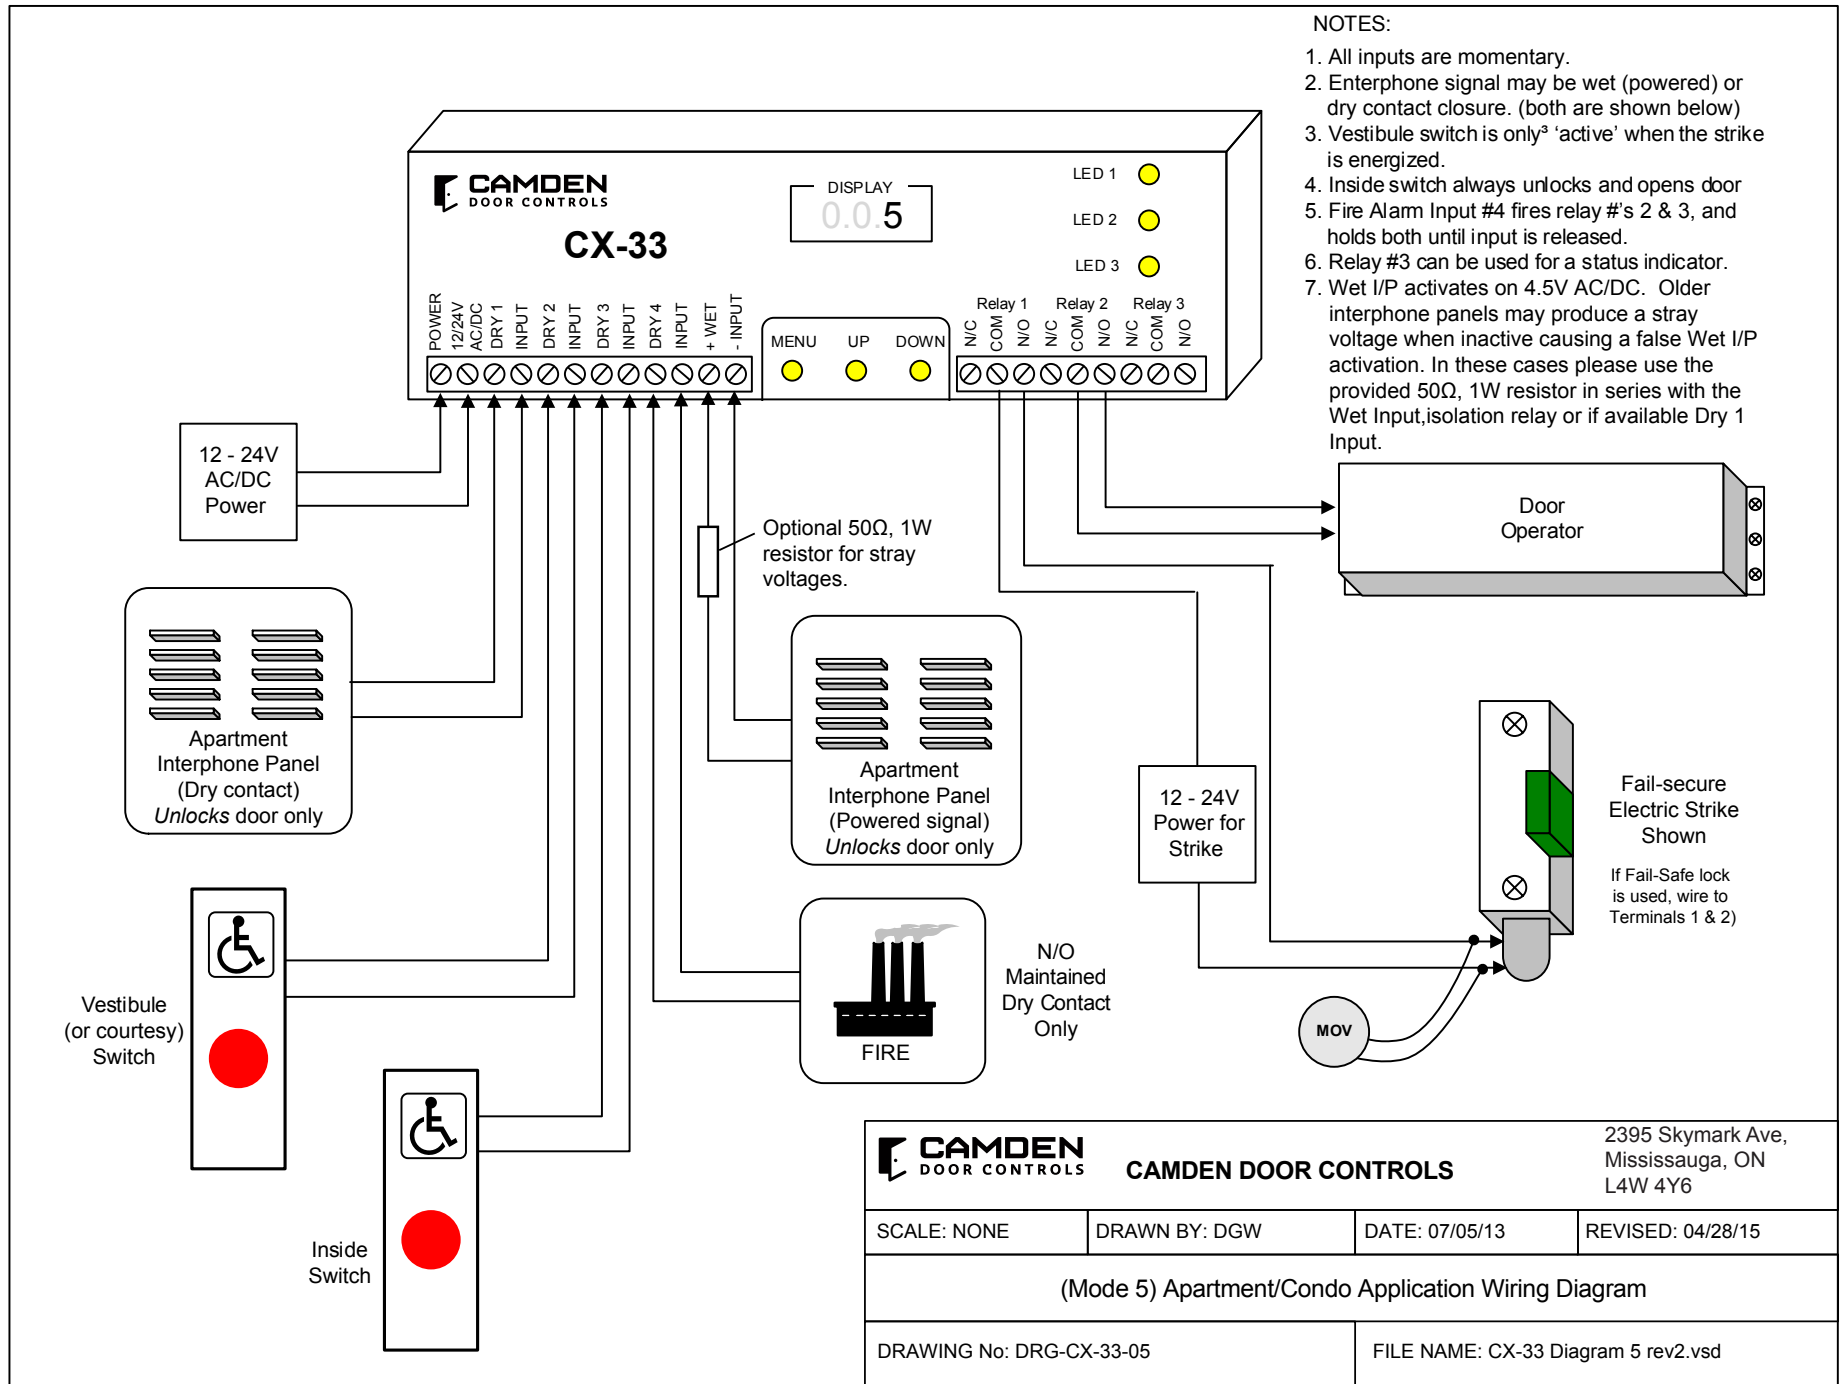 NOTES:
1. All inputs are momentary.
2. Enterphone signal may be wet (powered) or
dry contact closure. (both are shown below)
3. Vestibule switch is only³ ‘active’ when the strike
is energized.
4. Inside switch always unlocks and opens door
5. Fire Alarm Input #4 fires relay #’s 2 & 3, and
holds both until input is released.
6. Relay #3 can be used for a status indicator.
7. Wet I/P activates on 4.5V AC/DC. Older
interphone panels may produce a stray
voltage when inactive causing a false Wet I/P
activation. In these cases please use the
provided 50Ω, 1W resistor in series with the
Wet Input,isolation relay or if available Dry 1
Input.
CAMDEN
DOOR CONTROLS
CX-33
DISPLAY
0.0.5
LED 1
LED 2
LED 3
POWER
12/24V
AC/DC
DRY 1
INPUT
DRY 2
INPUT
DRY 3
INPUT
DRY 4
INPUT
+ WET
- INPUT
MENU
UP
DOWN
Relay 1
Relay 2
Relay 3
N/C
COM
N/O
N/C
COM
N/O
N/C
COM
N/O
12 - 24V
AC/DC
Power
Optional 50Ω, 1W
resistor for stray
voltages.
Door
Operator
Apartment
Interphone Panel
(Dry contact)
Unlocks door only
Apartment
Interphone Panel
(Powered signal)
Unlocks door only
12 - 24V
Power for
Strike
Fail-secure
Electric Strike
Shown
If Fail-Safe lock
is used, wire to
Terminals 1 & 2)
Vestibule
(or courtesy)
Switch
FIRE
N/O
Maintained
Dry Contact
Only
MOV
Inside
Switch
CAMDEN
DOOR CONTROLS
CAMDEN DOOR CONTROLS
2395 Skymark Ave,
Mississauga, ON
L4W 4Y6
SCALE: NONE
DRAWN BY: DGW
DATE: 07/05/13
REVISED: 04/28/15
(Mode 5) Apartment/Condo Application Wiring Diagram
DRAWING No: DRG-CX-33-05
FILE NAME: CX-33 Diagram 5 rev2.vsd